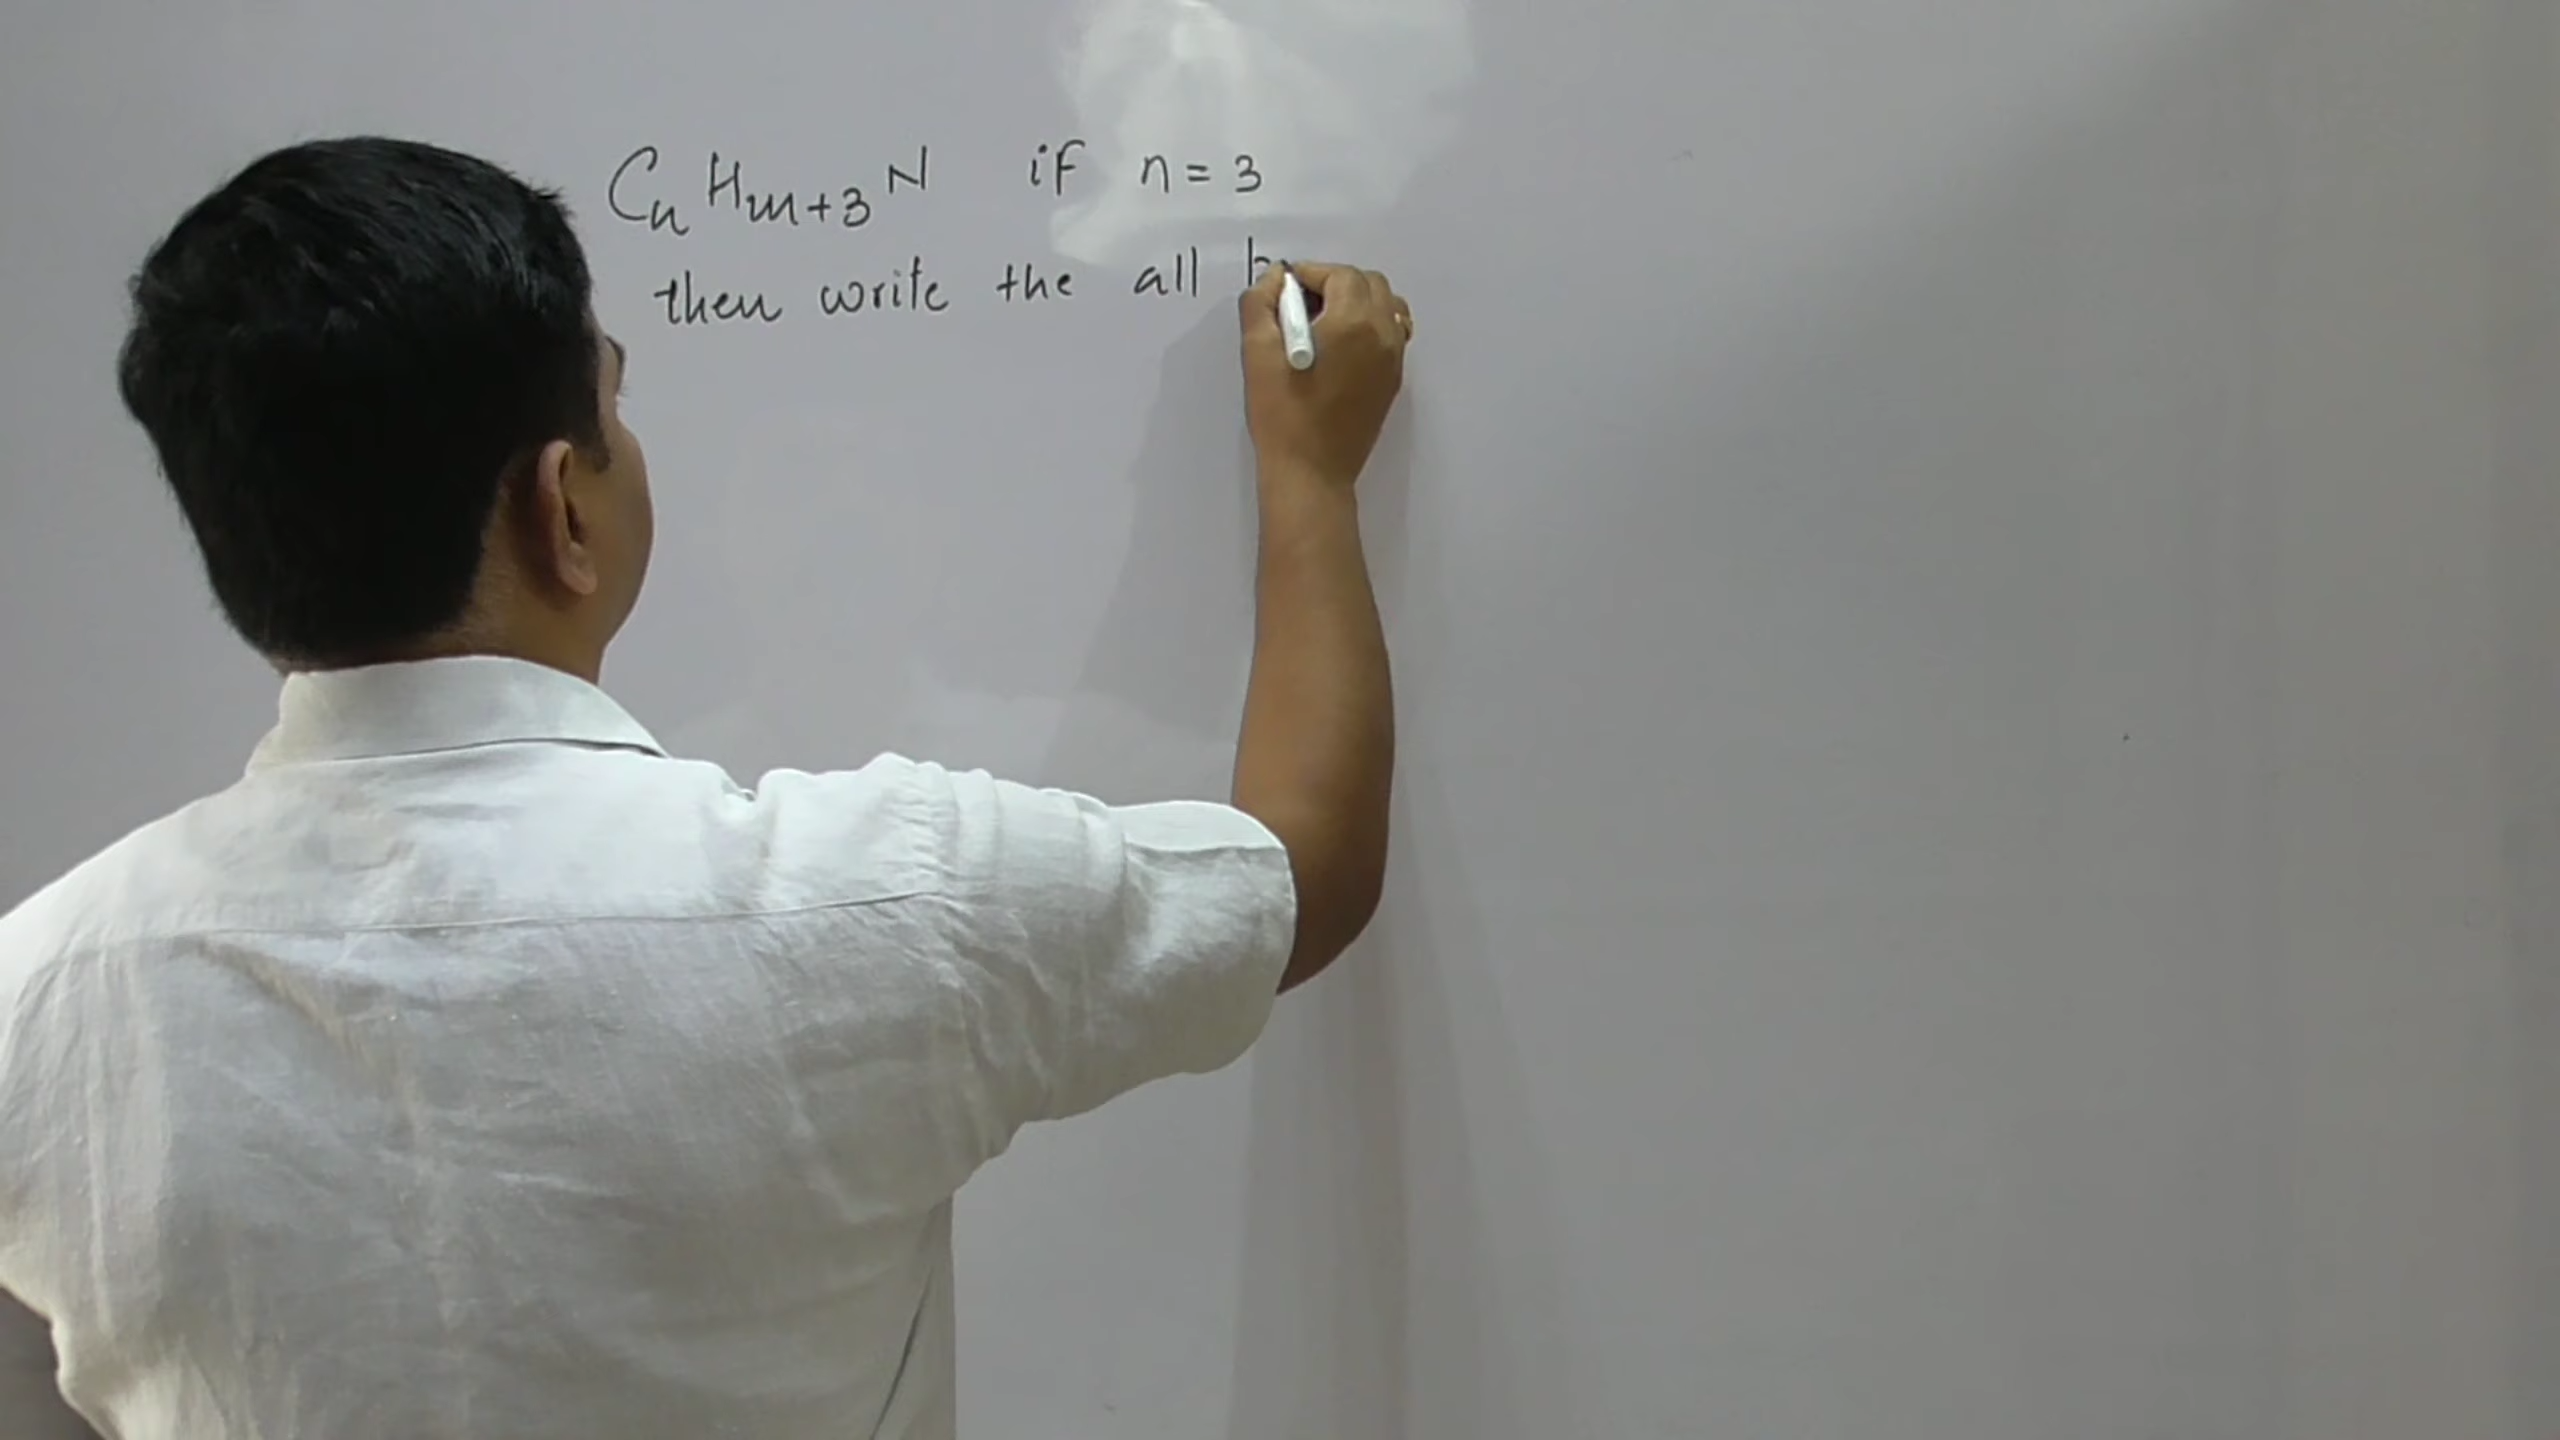 CnH2n+3N if n = 3
then write the all